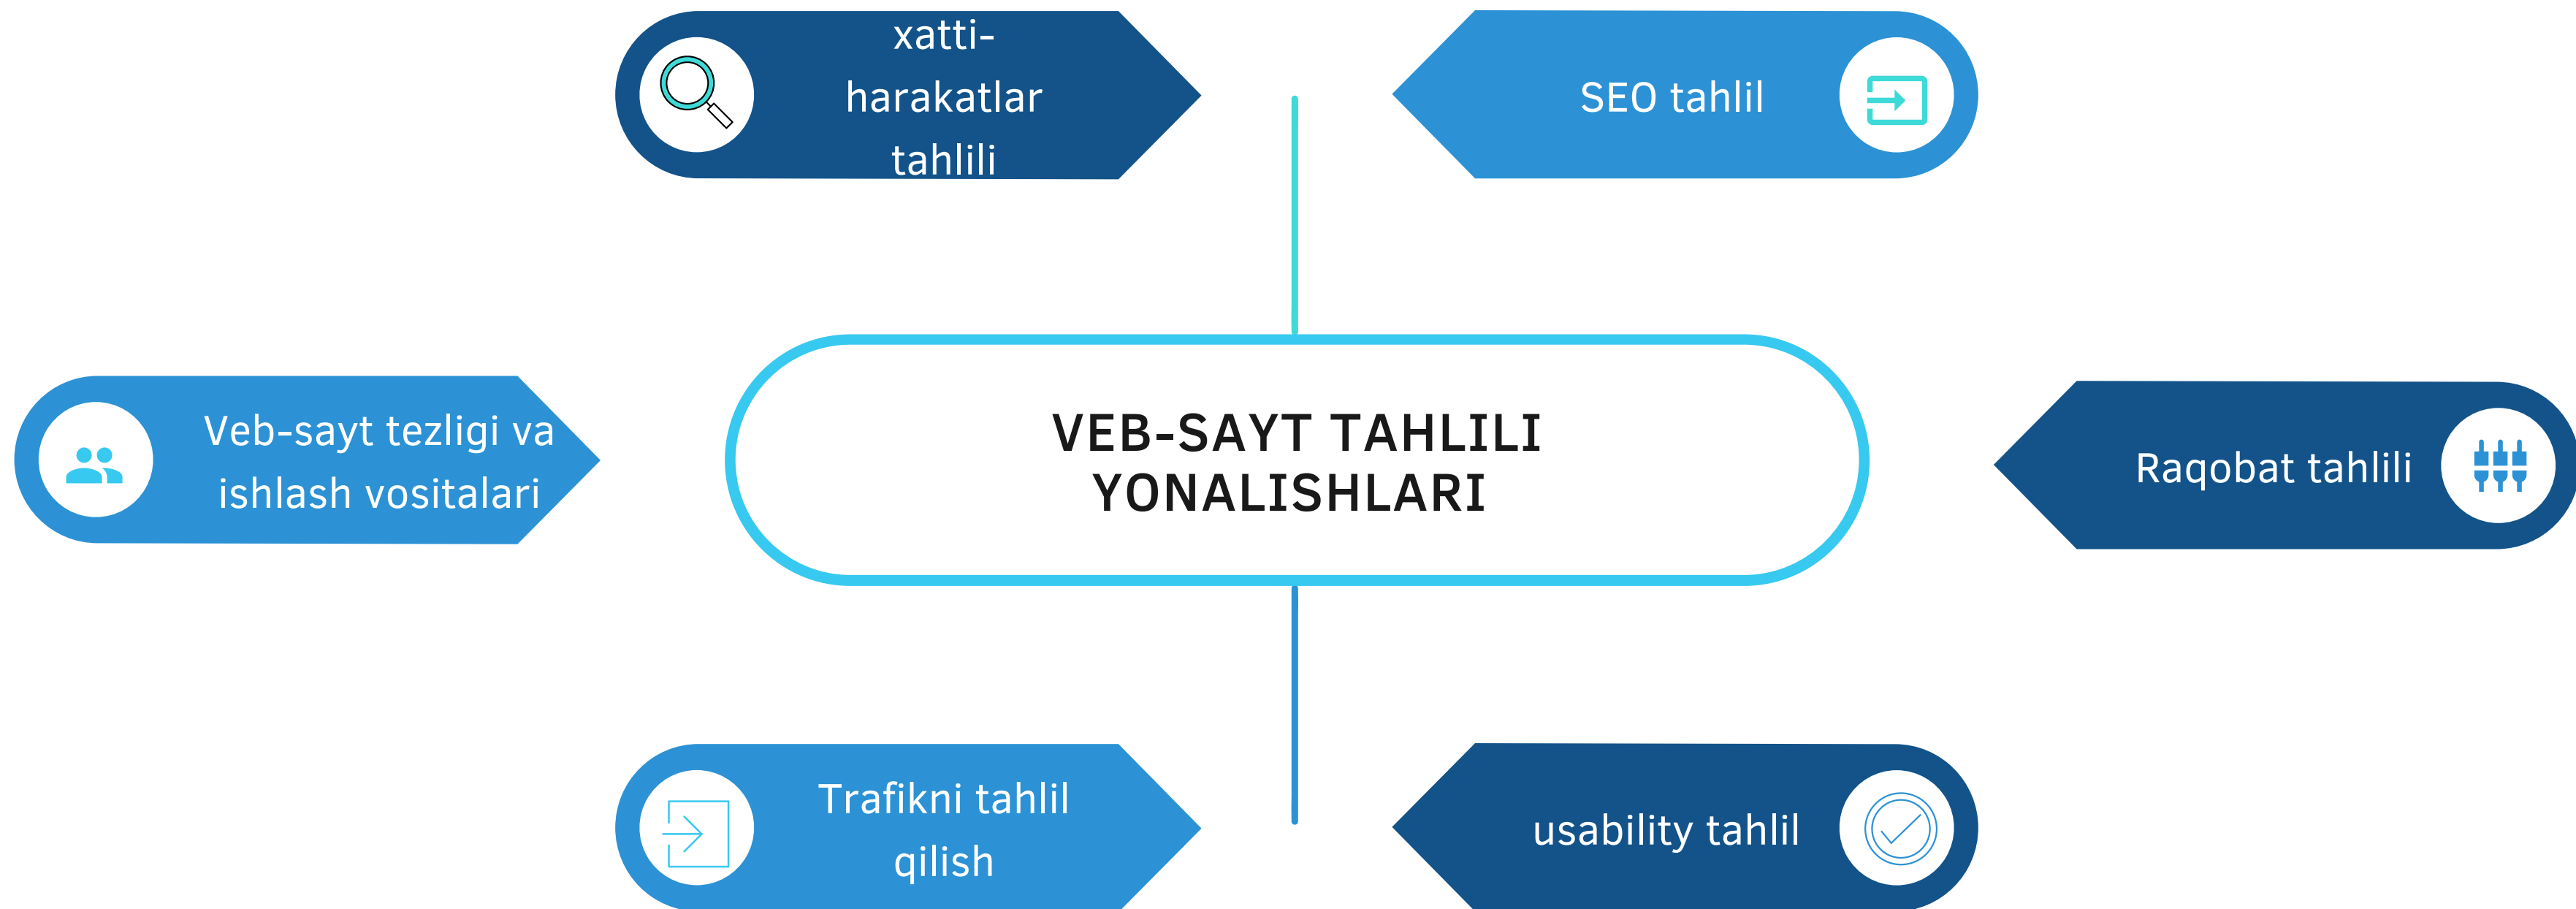 xatti-
harakatlar
tahlili
SEO tahlil
Veb-sayt tezligi va
ishlash vositalari
VEB-SAYT TAHLILI
YONALISHLARI
Raqobat tahlili
Trafikni tahlil
qilish
usability tahlil